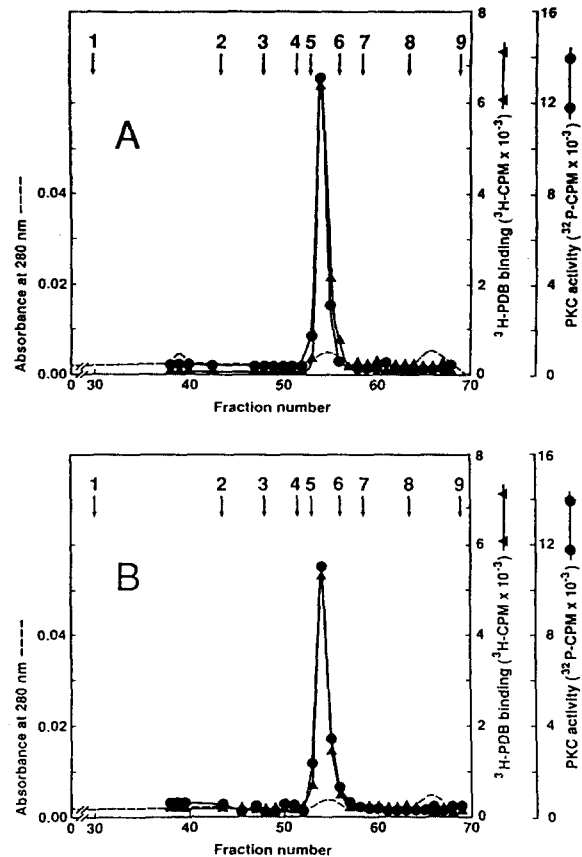 8
16
1 2 3 4 5 6 7 8 9
6
12
A
0.04
4
8
0.02
2
4
0.00
0
0
0 30 40 50 60 70
Fraction number
Absorbance at 280 nm ----
³H-PDB binding (³H-CPM x 10⁻³)
PKC activity (³²P-CPM x 10⁻³)
8
16
1 2 3 4 5 6 7 8 9
6
12
B
0.04
4
8
0.02
2
4
0.00
0
0
0 30 40 50 60 70
Fraction number
Absorbance at 280 nm ----
³H-PDB binding (³H-CPM x 10⁻³)
PKC activity (³²P-CPM x 10⁻³)